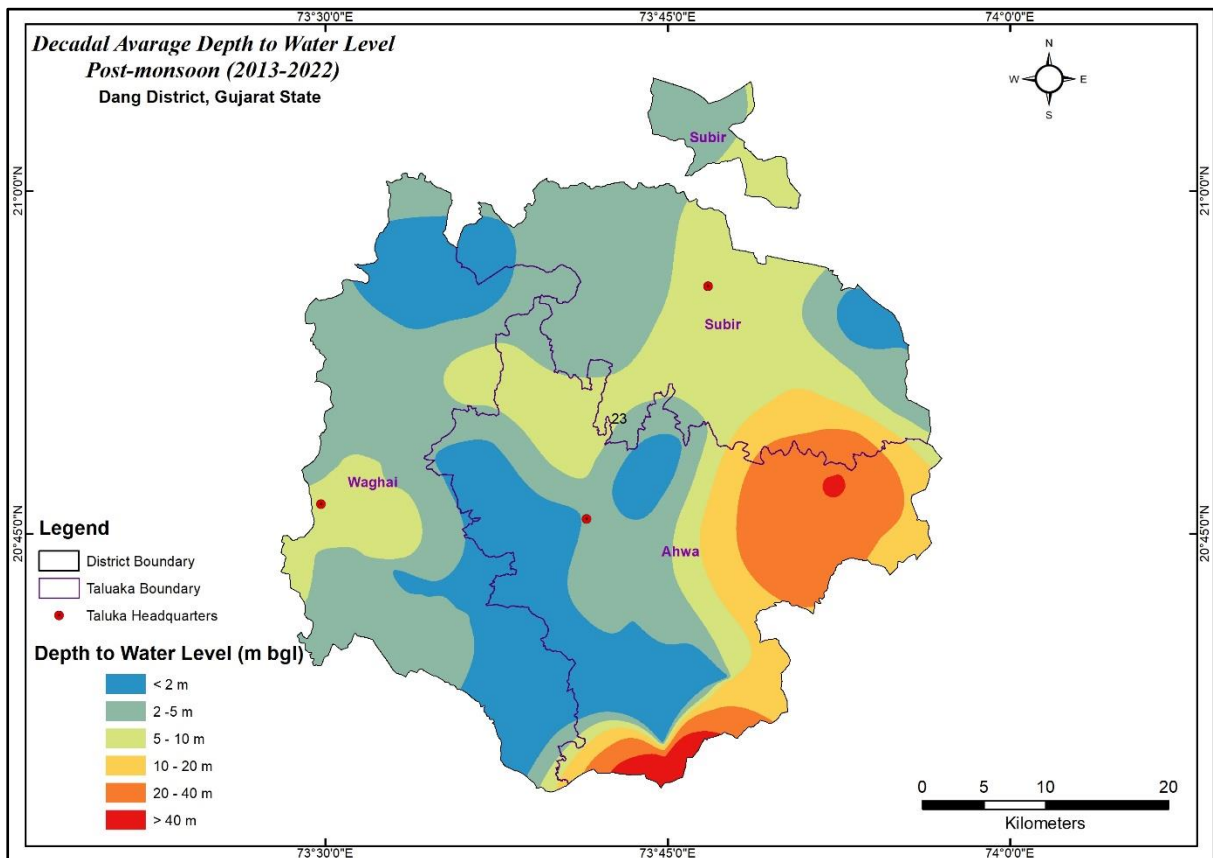 73°30'0"E
73°45'0"E
74°0'0"E
Decadal Avarage Depth to Water Level
Post-monsoon (2013-2022)
Dang District, Gujarat State
N
W
E
S
Subir
21°0'0"N
21°0'0"N
Subir
23
Waghai
20°45'0"N
20°45'0"N
Ahwa
Legend
District Boundary
Taluaka Boundary
Taluka Headquarters
Depth to Water Level (m bgl)
< 2 m
2 -5 m
5 - 10 m
10 - 20 m
20 - 40 m
> 40 m
0 5 10 20
Kilometers
73°30'0"E
73°45'0"E
74°0'0"E